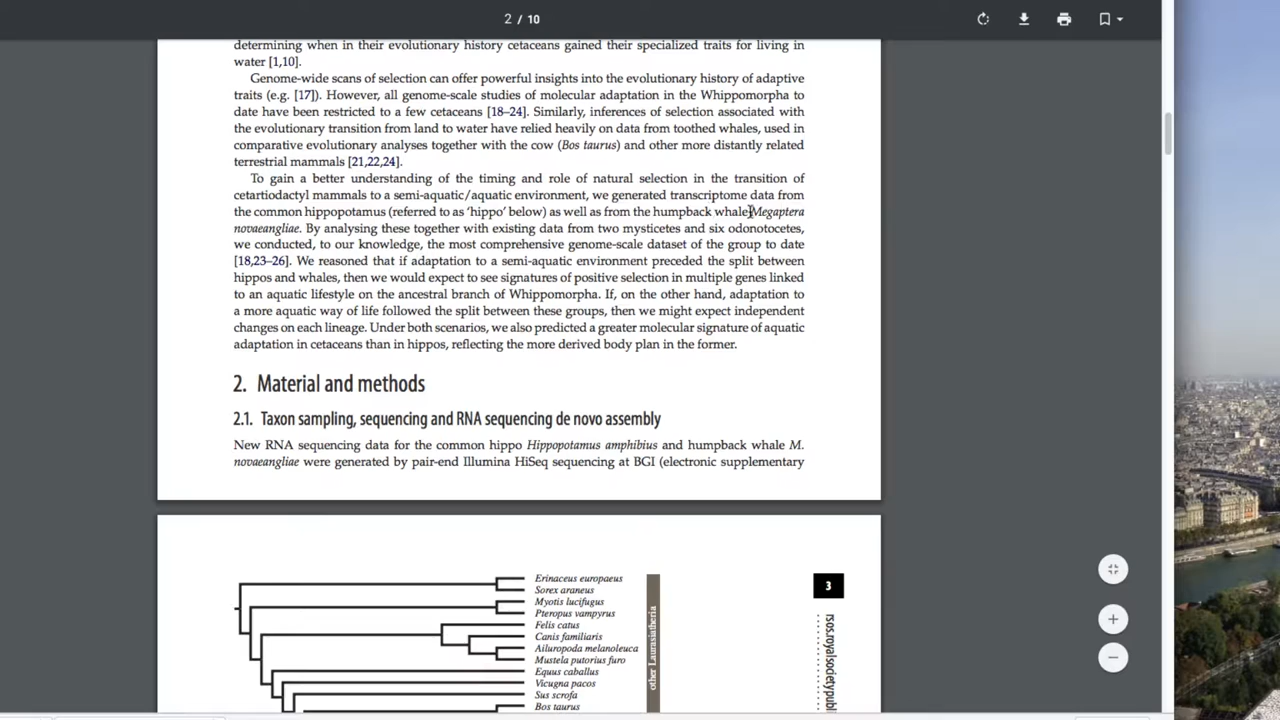 2 / 10
determining when in their evolutionary history cetaceans gained their specialized traits for living in
water [1,10].
Genome-wide scans of selection can offer powerful insights into the evolutionary history of adaptive
traits (e.g. [17]). However, all genome-scale studies of molecular adaptation in the Whippomorpha to
date have been restricted to a few cetaceans [18–24]. Similarly, inferences of selection associated with
the evolutionary transition from land to water have relied heavily on data from toothed whales, used in
comparative evolutionary analyses together with the cow (Bos taurus) and other more distantly related
terrestrial mammals [21,22,24].
To gain a better understanding of the timing and role of natural selection in the transition of
cetartiodactyl mammals to a semi-aquatic/aquatic environment, we generated transcriptome data from
the common hippopotamus (referred to as ‘hippo’ below) as well as from the humpback whale Megaptera
novaeangliae. By analysing these together with existing data from two mysticetes and six odonotocetes,
we conducted, to our knowledge, the most comprehensive genome-scale dataset of the group to date
[18,23–26]. We reasoned that if adaptation to a semi-aquatic environment preceded the split between
hippos and whales, then we would expect to see signatures of positive selection in multiple genes linked
to an aquatic lifestyle on the ancestral branch of Whippomorpha. If, on the other hand, adaptation to
a more aquatic way of life followed the split between these groups, then we might expect independent
changes on each lineage. Under both scenarios, we also predicted a greater molecular signature of aquatic
adaptation in cetaceans than in hippos, reflecting the more derived body plan in the former.
2. Material and methods
2.1. Taxon sampling, sequencing and RNA sequencing de novo assembly
New RNA sequencing data for the common hippo Hippopotamus amphibius and humpback whale M.
novaeangliae were generated by pair-end Illumina HiSeq sequencing at BGI (electronic supplementary
Erinaceus europaeus
Sorex araneus
Myotis lucifugus
Pteropus vampyrus
Felis catus
Canis familiaris
Ailuropoda melanoleuca
Mustela putorius furo
Equus caballus
Vicugna pacos
Sus scrofa
Bos taurus
other Laurasiatheria
3
rsos.royalsocietypubl